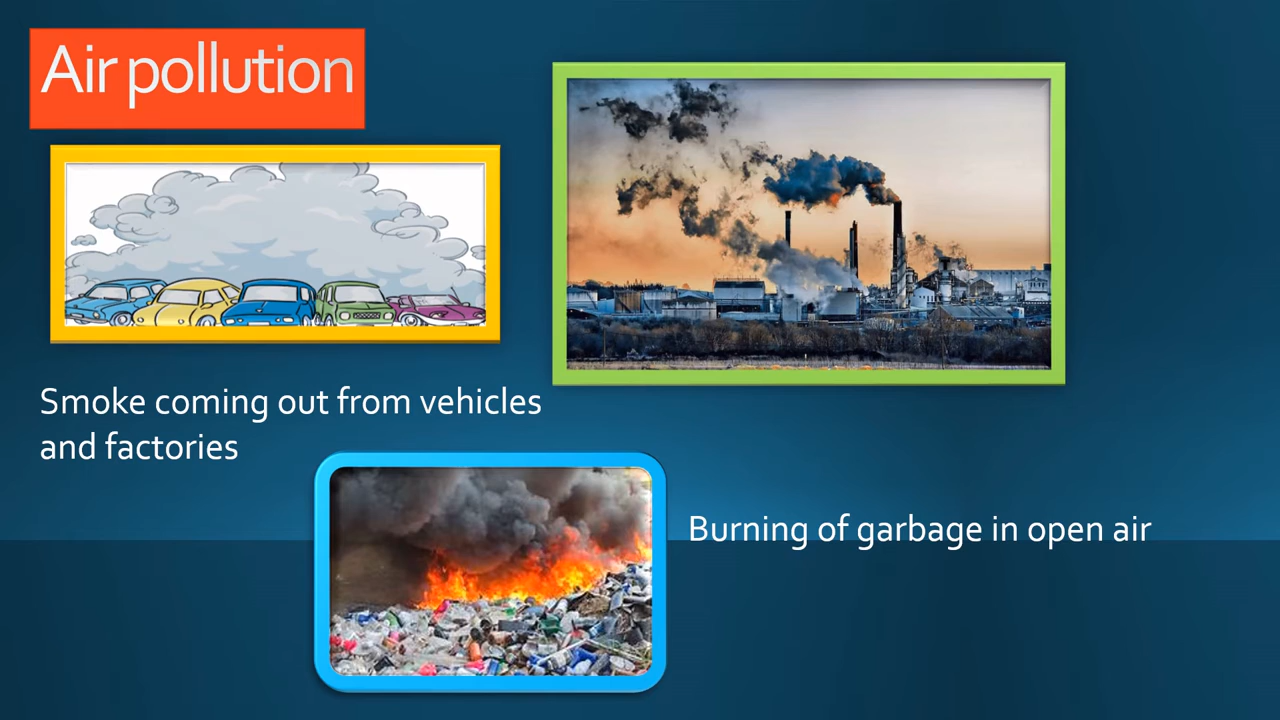 Air pollution
Smoke coming out from vehicles
and factories
Burning of garbage in open air